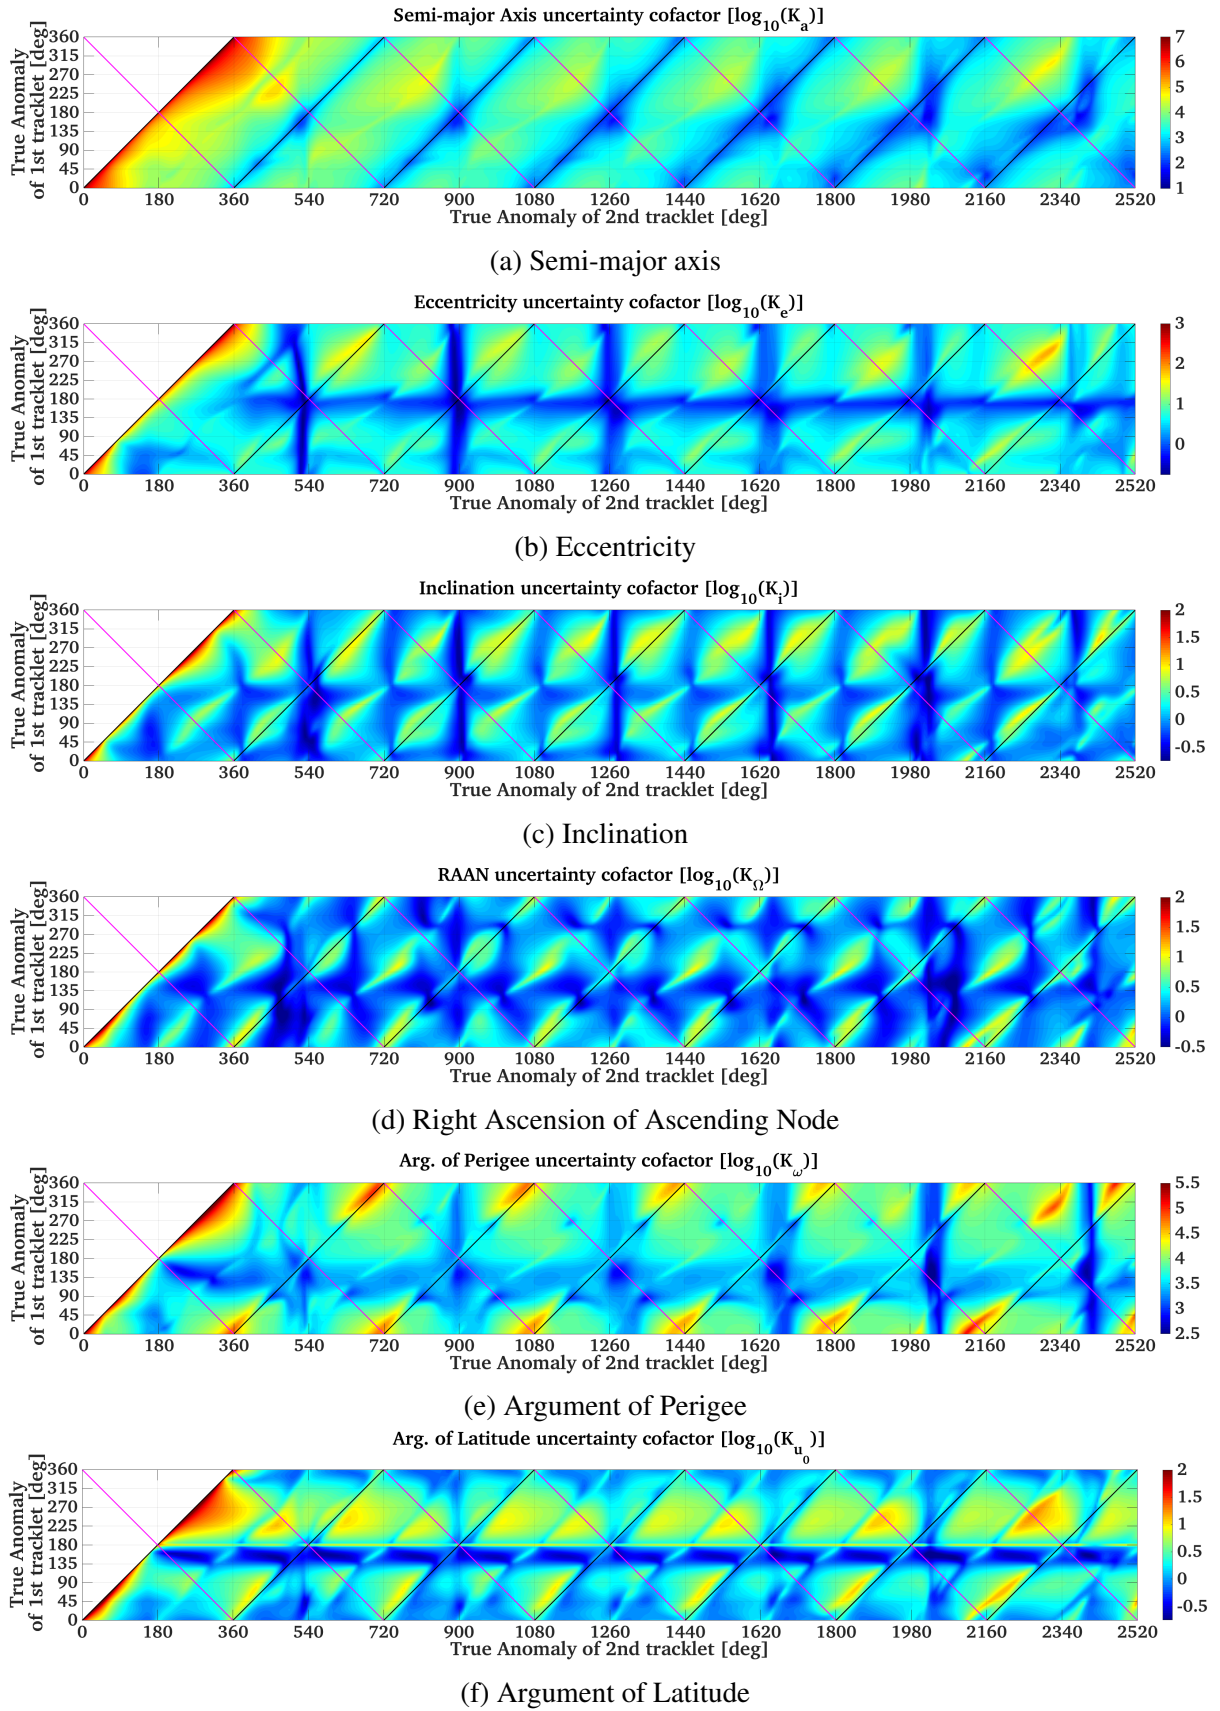 Semi-major Axis uncertainty cofactor [log10(Ka)]
True Anomaly
of 1st tracklet [deg]
360
315
270
225
180
135
90
45
0
0 180 360 540 720 900 1080 1260 1440 1620 1800 1980 2160 2340 2520
True Anomaly of 2nd tracklet [deg]
7
6
5
4
3
2
1
(a) Semi-major axis
Eccentricity uncertainty cofactor [log10(Ke)]
True Anomaly
of 1st tracklet [deg]
360
315
270
225
180
135
90
45
0
0 180 360 540 720 900 1080 1260 1440 1620 1800 1980 2160 2340 2520
True Anomaly of 2nd tracklet [deg]
3
2
1
0
(b) Eccentricity
Inclination uncertainty cofactor [log10(Ki)]
True Anomaly
of 1st tracklet [deg]
360
315
270
225
180
135
90
45
0
0 180 360 540 720 900 1080 1260 1440 1620 1800 1980 2160 2340 2520
True Anomaly of 2nd tracklet [deg]
2
1.5
1
0.5
0
-0.5
(c) Inclination
RAAN uncertainty cofactor [log10(KΩ)]
True Anomaly
of 1st tracklet [deg]
360
315
270
225
180
135
90
45
0
0 180 360 540 720 900 1080 1260 1440 1620 1800 1980 2160 2340 2520
True Anomaly of 2nd tracklet [deg]
2
1.5
1
0.5
0
-0.5
(d) Right Ascension of Ascending Node
Arg. of Perigee uncertainty cofactor [log10(Kω)]
True Anomaly
of 1st tracklet [deg]
360
315
270
225
180
135
90
45
0
0 180 360 540 720 900 1080 1260 1440 1620 1800 1980 2160 2340 2520
True Anomaly of 2nd tracklet [deg]
5.5
5
4.5
4
3.5
3
2.5
(e) Argument of Perigee
Arg. of Latitude uncertainty cofactor [log10(Ku0)]
True Anomaly
of 1st tracklet [deg]
360
315
270
225
180
135
90
45
0
0 180 360 540 720 900 1080 1260 1440 1620 1800 1980 2160 2340 2520
True Anomaly of 2nd tracklet [deg]
2
1.5
1
0.5
0
-0.5
(f) Argument of Latitude